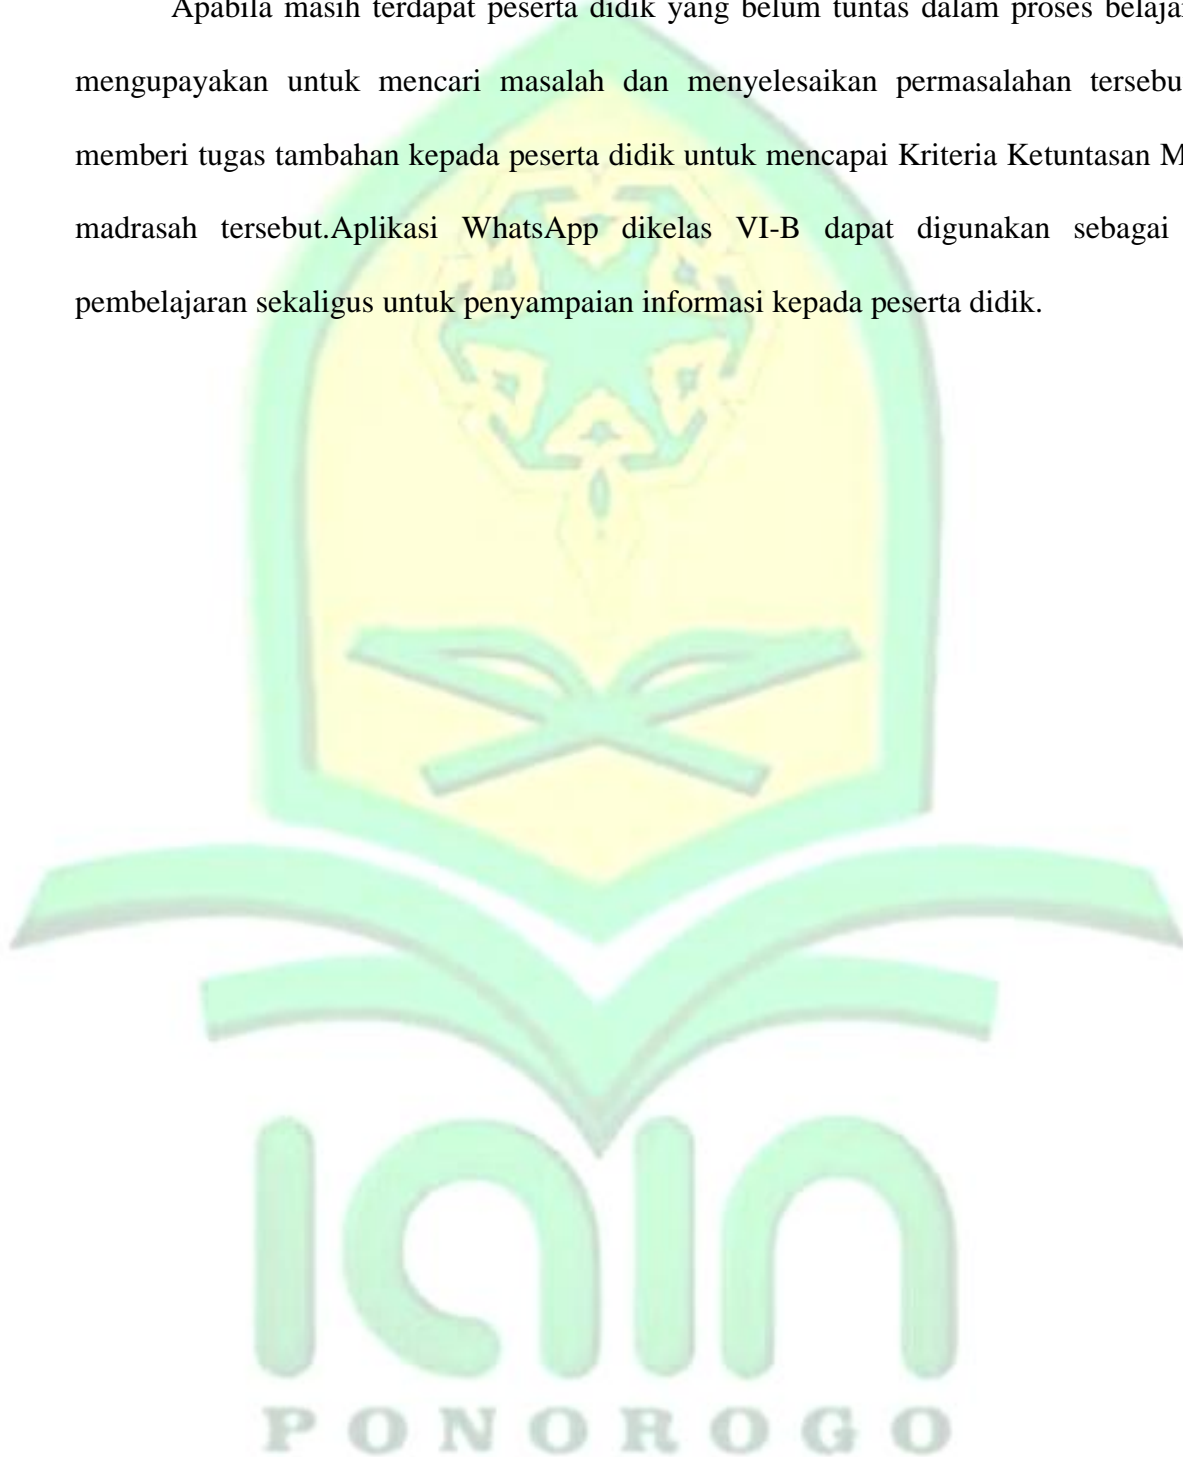 Apabila masih terdapat peserta didik yang belum tuntas dalam proses belajar
mengupayakan untuk mencari masalah dan menyelesaikan permasalahan tersebu
memberi tugas tambahan kepada peserta didik untuk mencapai Kriteria Ketuntasan M
madrasah tersebut.Aplikasi WhatsApp dikelas VI-B dapat digunakan sebagai
pembelajaran sekaligus untuk penyampaian informasi kepada peserta didik.
iain
PONOROGO